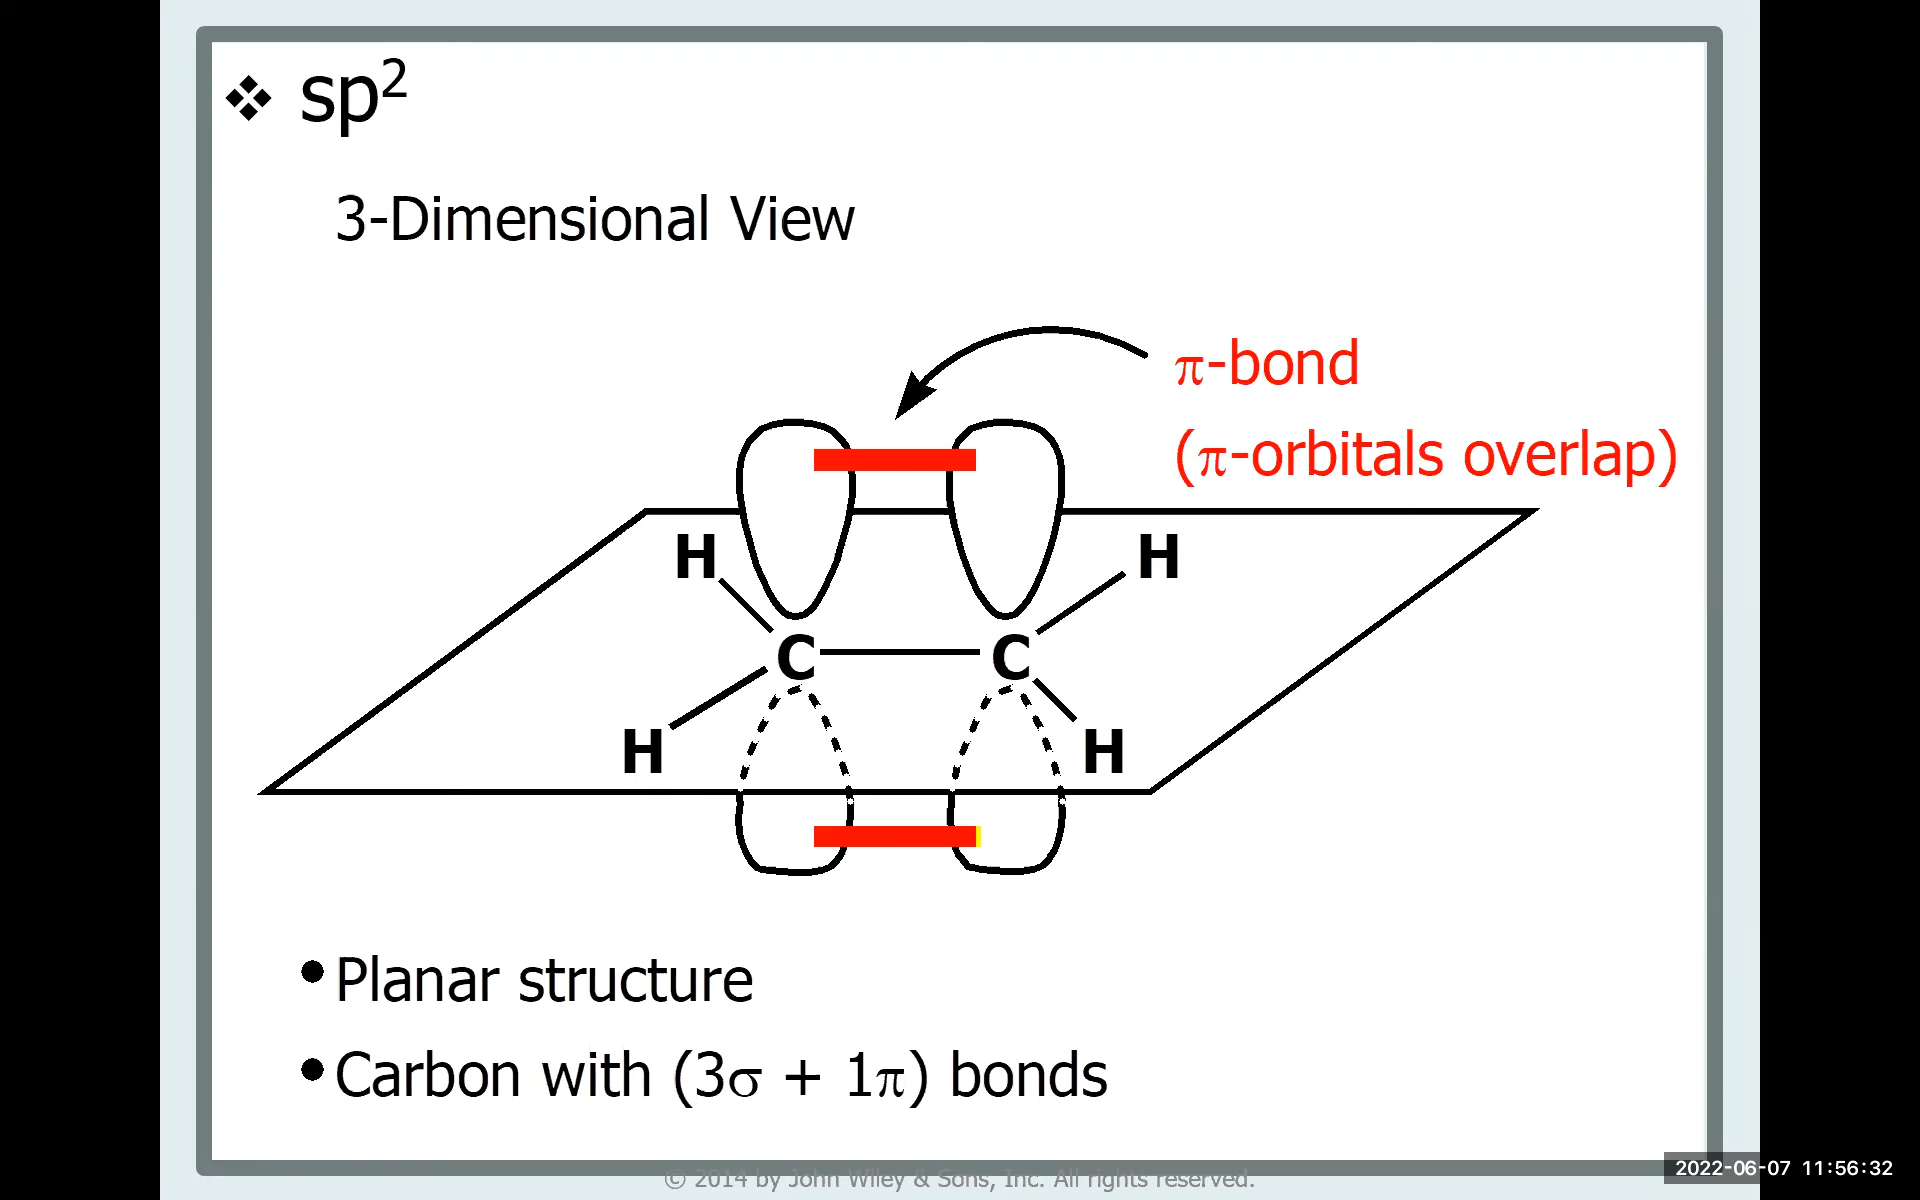 ❖ sp²
3-Dimensional View
π-bond
(π-orbitals overlap)
H H
C C
H H
• Planar structure
• Carbon with (3σ + 1π) bonds
© 2014 by John Wiley & Sons, Inc. All rights reserved.
2022-06-07 11:56:32